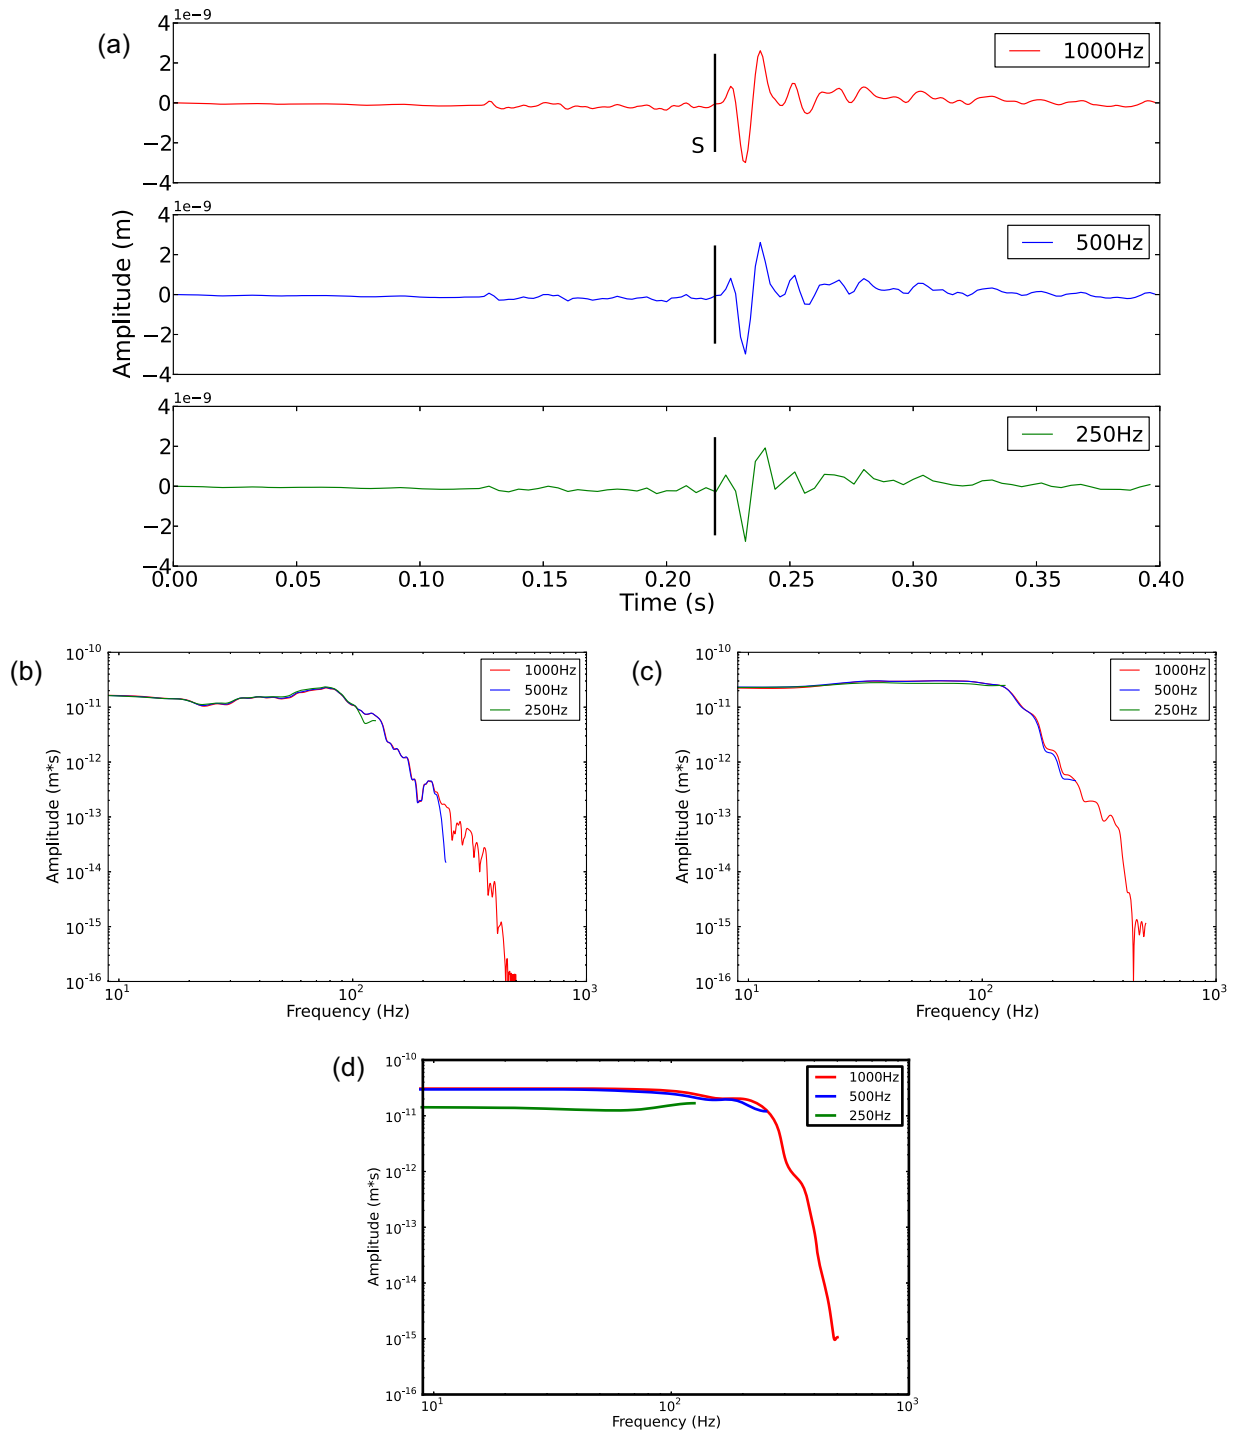 (a)
1e−9
4
2
0
−2
−4
1000Hz
S
1e−9
4
2
0
−2
−4
500Hz
Amplitude (m)
1e−9
4
2
0
−2
−4
250Hz
0.00 0.05 0.10 0.15 0.20 0.25 0.30 0.35 0.40
Time (s)
(b)
10^-10
10^-11
10^-12
10^-13
10^-14
10^-15
10^-16
Amplitude (m*s)
1000Hz
500Hz
250Hz
10^1 10^2 10^3
Frequency (Hz)
(c)
10^-10
10^-11
10^-12
10^-13
10^-14
10^-15
10^-16
Amplitude (m*s)
1000Hz
500Hz
250Hz
10^1 10^2 10^3
Frequency (Hz)
(d)
10^-10
10^-11
10^-12
10^-13
10^-14
10^-15
10^-16
Amplitude (m*s)
1000Hz
500Hz
250Hz
10^1 10^2 10^3
Frequency (Hz)